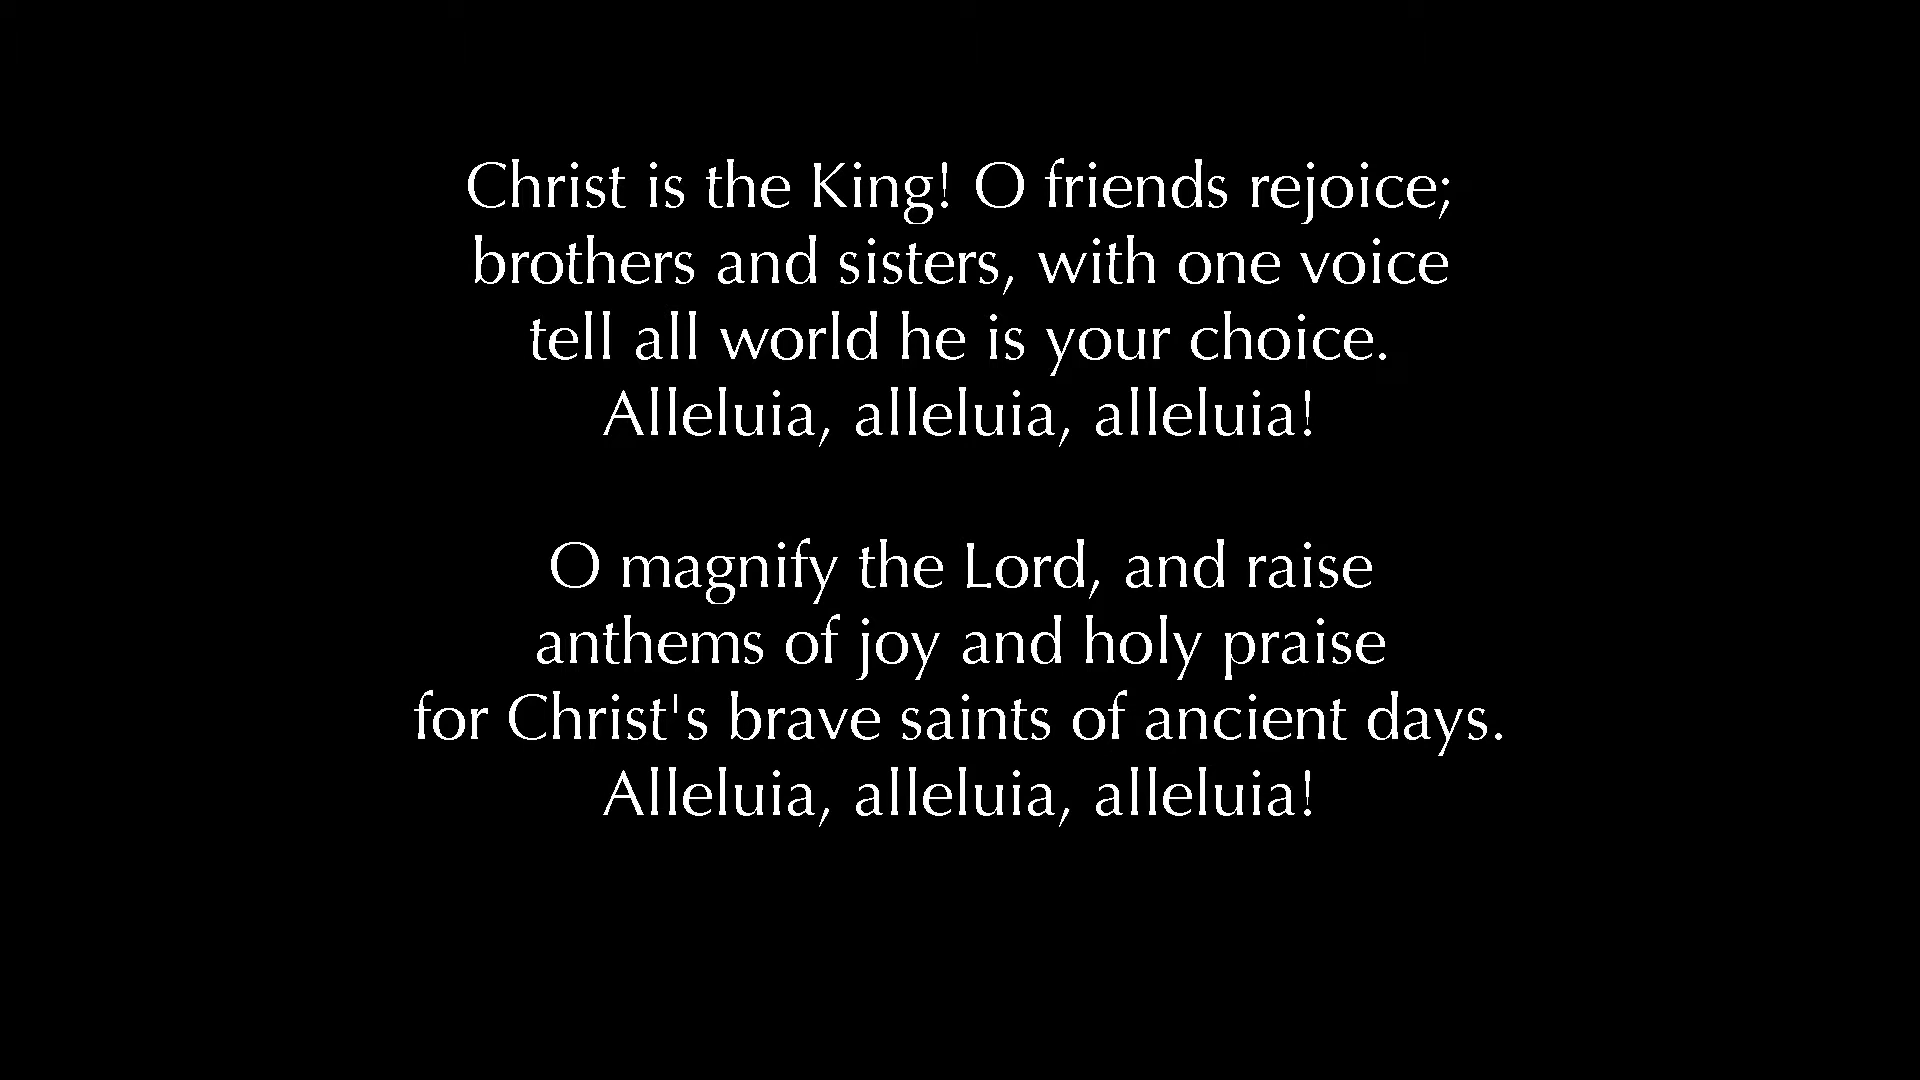 Christ is the King! O friends rejoice;
brothers and sisters, with one voice
tell all world he is your choice.
Alleluia, alleluia, alleluia!
O magnify the Lord, and raise
anthems of joy and holy praise
for Christ's brave saints of ancient days.
Alleluia, alleluia, alleluia!